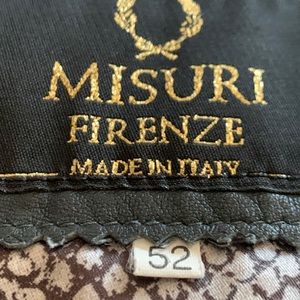 MISURI
FIRENZE
MADE IN ITALY
52